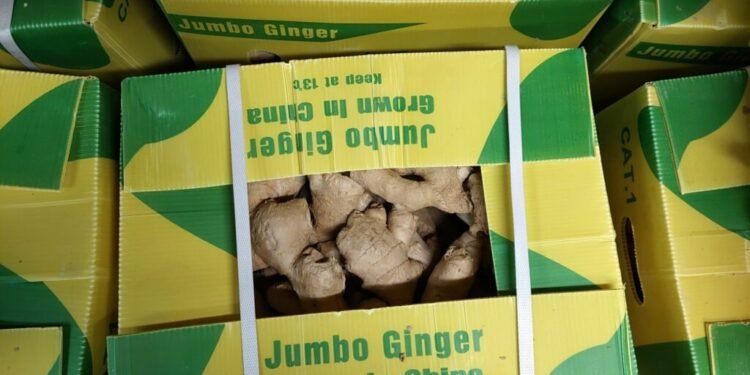 Jumbo Ginger
Jumbo Ginger
Jumbo Ginger
Grown In China
Keep at 13°c
CAT.1
Jumbo Ginger